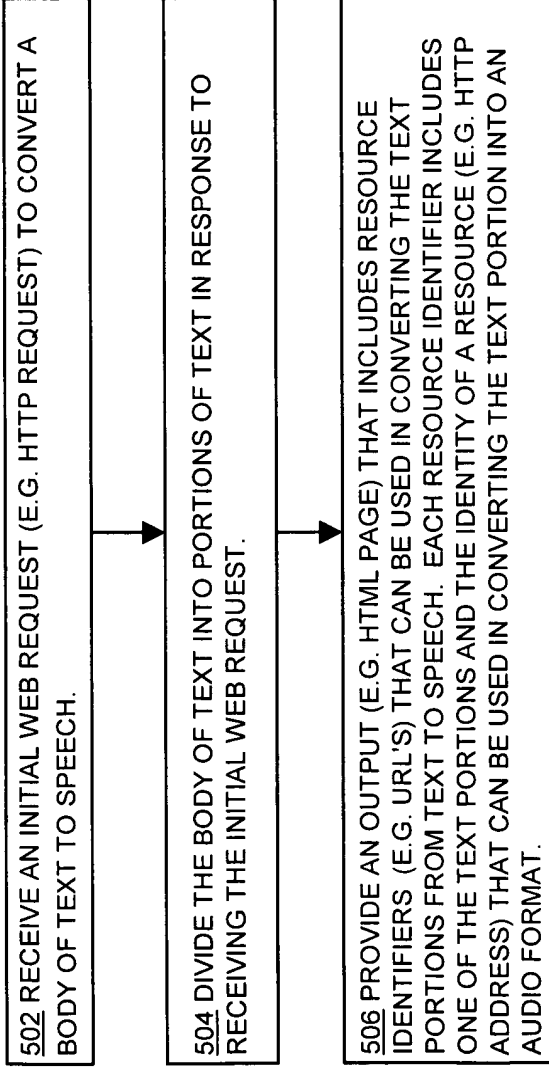 502 RECEIVE AN INITIAL WEB REQUEST (E.G. HTTP REQUEST) TO CONVERT A
BODY OF TEXT TO SPEECH.
504 DIVIDE THE BODY OF TEXT INTO PORTIONS OF TEXT IN RESPONSE TO
RECEIVING THE INITIAL WEB REQUEST.
506 PROVIDE AN OUTPUT (E.G. HTML PAGE) THAT INCLUDES RESOURCE
IDENTIFIERS (E.G. URL'S) THAT CAN BE USED IN CONVERTING THE TEXT
PORTIONS FROM TEXT TO SPEECH. EACH RESOURCE IDENTIFIER INCLUDES
ONE OF THE TEXT PORTIONS AND THE IDENTITY OF A RESOURCE (E.G. HTTP
ADDRESS) THAT CAN BE USED IN CONVERTING THE TEXT PORTION INTO AN
AUDIO FORMAT.